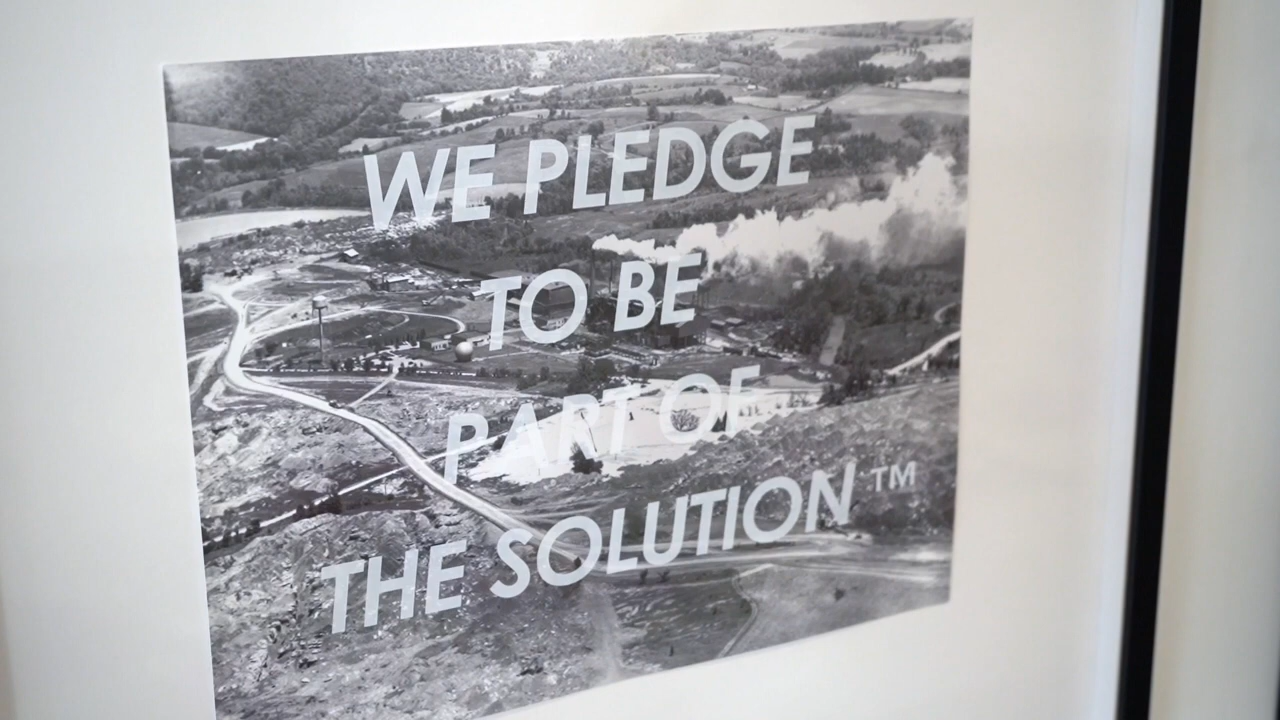 WE PLEDGE
TO BE
PART OF
THE SOLUTION™